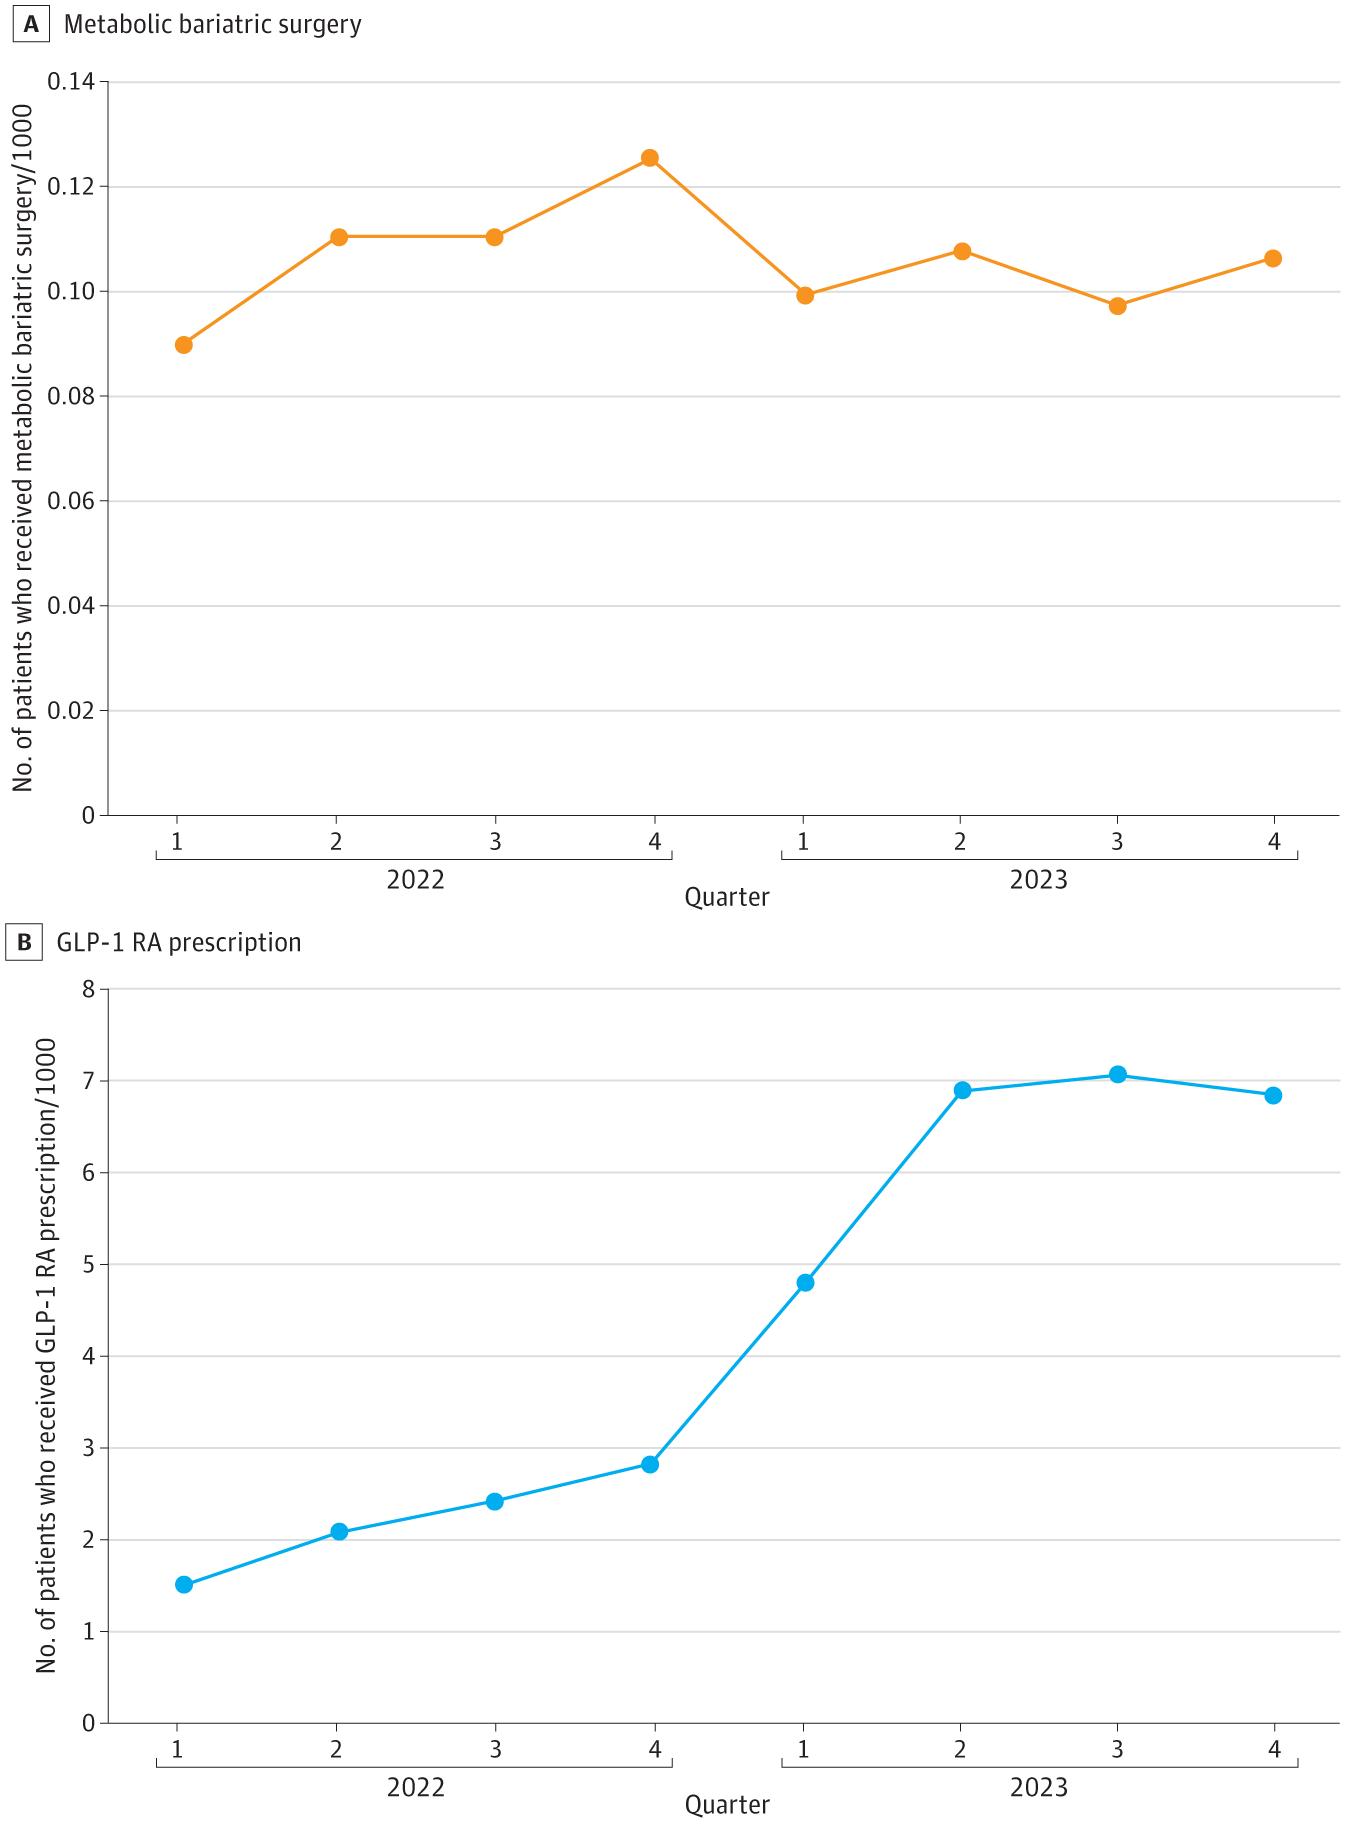 A Metabolic bariatric surgery
No. of patients who received metabolic bariatric surgery/1000
0.14
0.12
0.10
0.08
0.06
0.04
0.02
0
1 2 3 4 1 2 3 4
2022 2023
Quarter
B GLP-1 RA prescription
No. of patients who received GLP-1 RA prescription/1000
8
7
6
5
4
3
2
1
0
1 2 3 4 1 2 3 4
2022 2023
Quarter